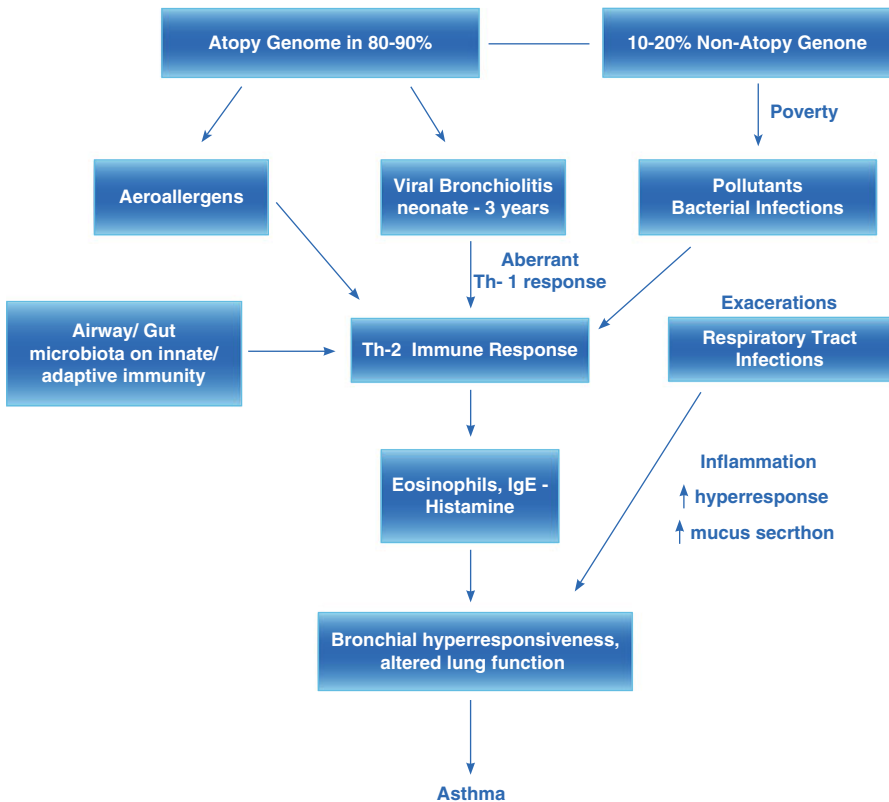 Atopy Genome in 80-90%
10-20% Non-Atopy Genone
Poverty
Aeroallergens
Viral Bronchiolitis
neonate - 3 years
Pollutants
Bacterial Infections
Aberrant
Th- 1 response
Exacerations
Airway/ Gut
microbiota on innate/
adaptive immunity
Th-2 Immune Response
Respiratory Tract
Infections
Eosinophils, IgE -
Histamine
Inflammation
↑ hyperresponse
↑ mucus secrthon
Bronchial hyperresponsiveness,
altered lung function
Asthma